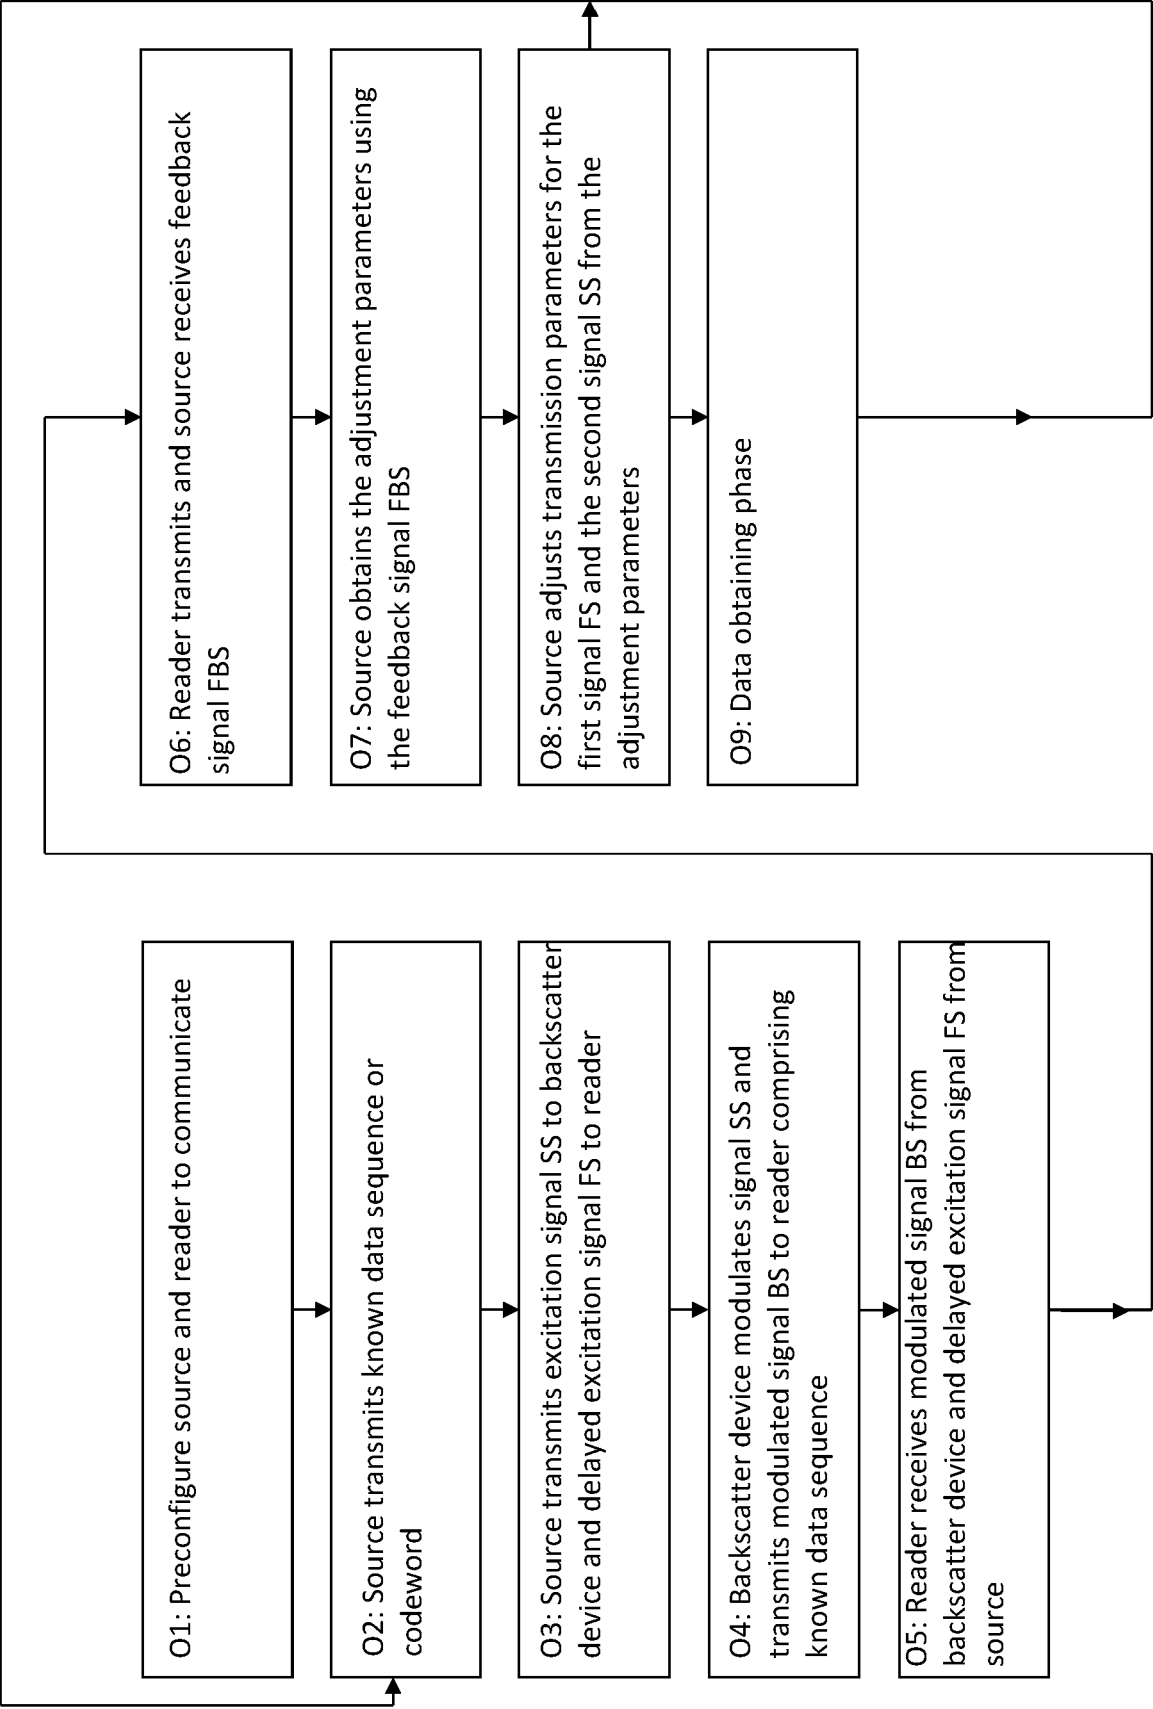 O1: Preconfigure source and reader to communicate
O2: Source transmits known data sequence or
codeword
O3: Source transmits excitation signal SS to backscatter
device and delayed excitation signal FS to reader
O4: Backscatter device modulates signal SS and
transmits modulated signal BS to reader comprising
known data sequence
O5: Reader receives modulated signal BS from
backscatter device and delayed excitation signal FS from
source
O6: Reader transmits and source receives feedback
signal FBS
O7: Source obtains the adjustment parameters using
the feedback signal FBS
O8: Source adjusts transmission parameters for the
first signal FS and the second signal SS from the
adjustment parameters
O9: Data obtaining phase